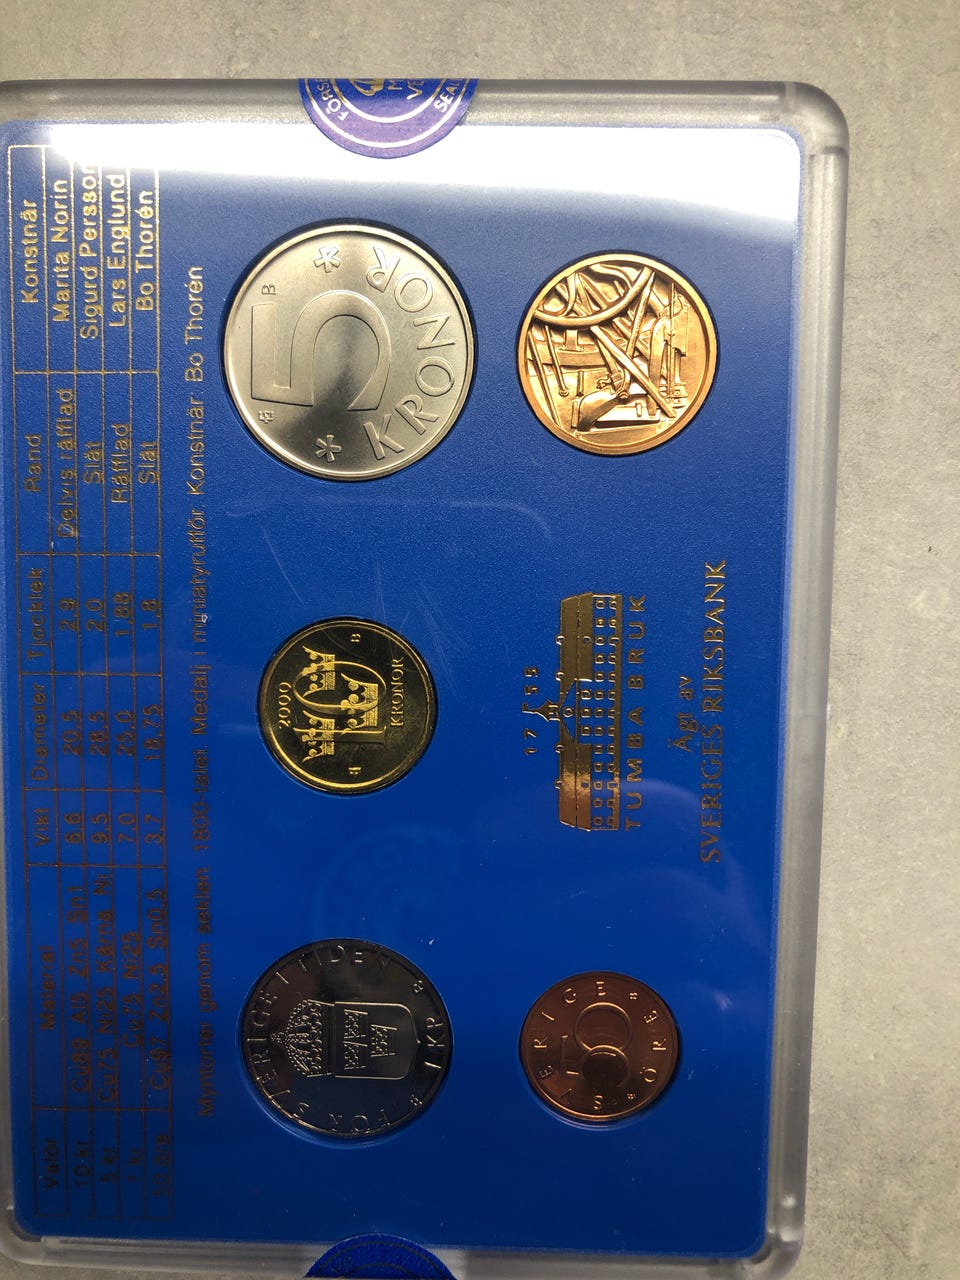 Valör Material Vikt Diameter Tjocklek Rand Konstnär
10 kr Cu89 Al5 Zn5 Sn1 6,6 20,5 2,9 Delvis räfflad Marita Norin
5 kr Cu75 Ni25 Kärna Ni 9,5 28,5 2,0 Slät Sigurd Persson
1 kr Cu75 Ni25 7,0 25,0 1,88 Räfflad Lars Englund
50 öre Cu97 Zn2,5 Sn0,5 3,7 18,75 1,8 Slät Bo Thorén
Myntorter genom seklen. 1800-talet. Medalj i miniatyrutför. Konstnär: Bo Thorén
FÖR SVERIGE I TIDEN
1 KR
B
2000
10
KRONOR
B
E
5
KRONOR
B
E
SVERIGE
50
ÖRE
B
1755
TUMBA BRUK
Ägt av
SVERIGES RIKSBANK